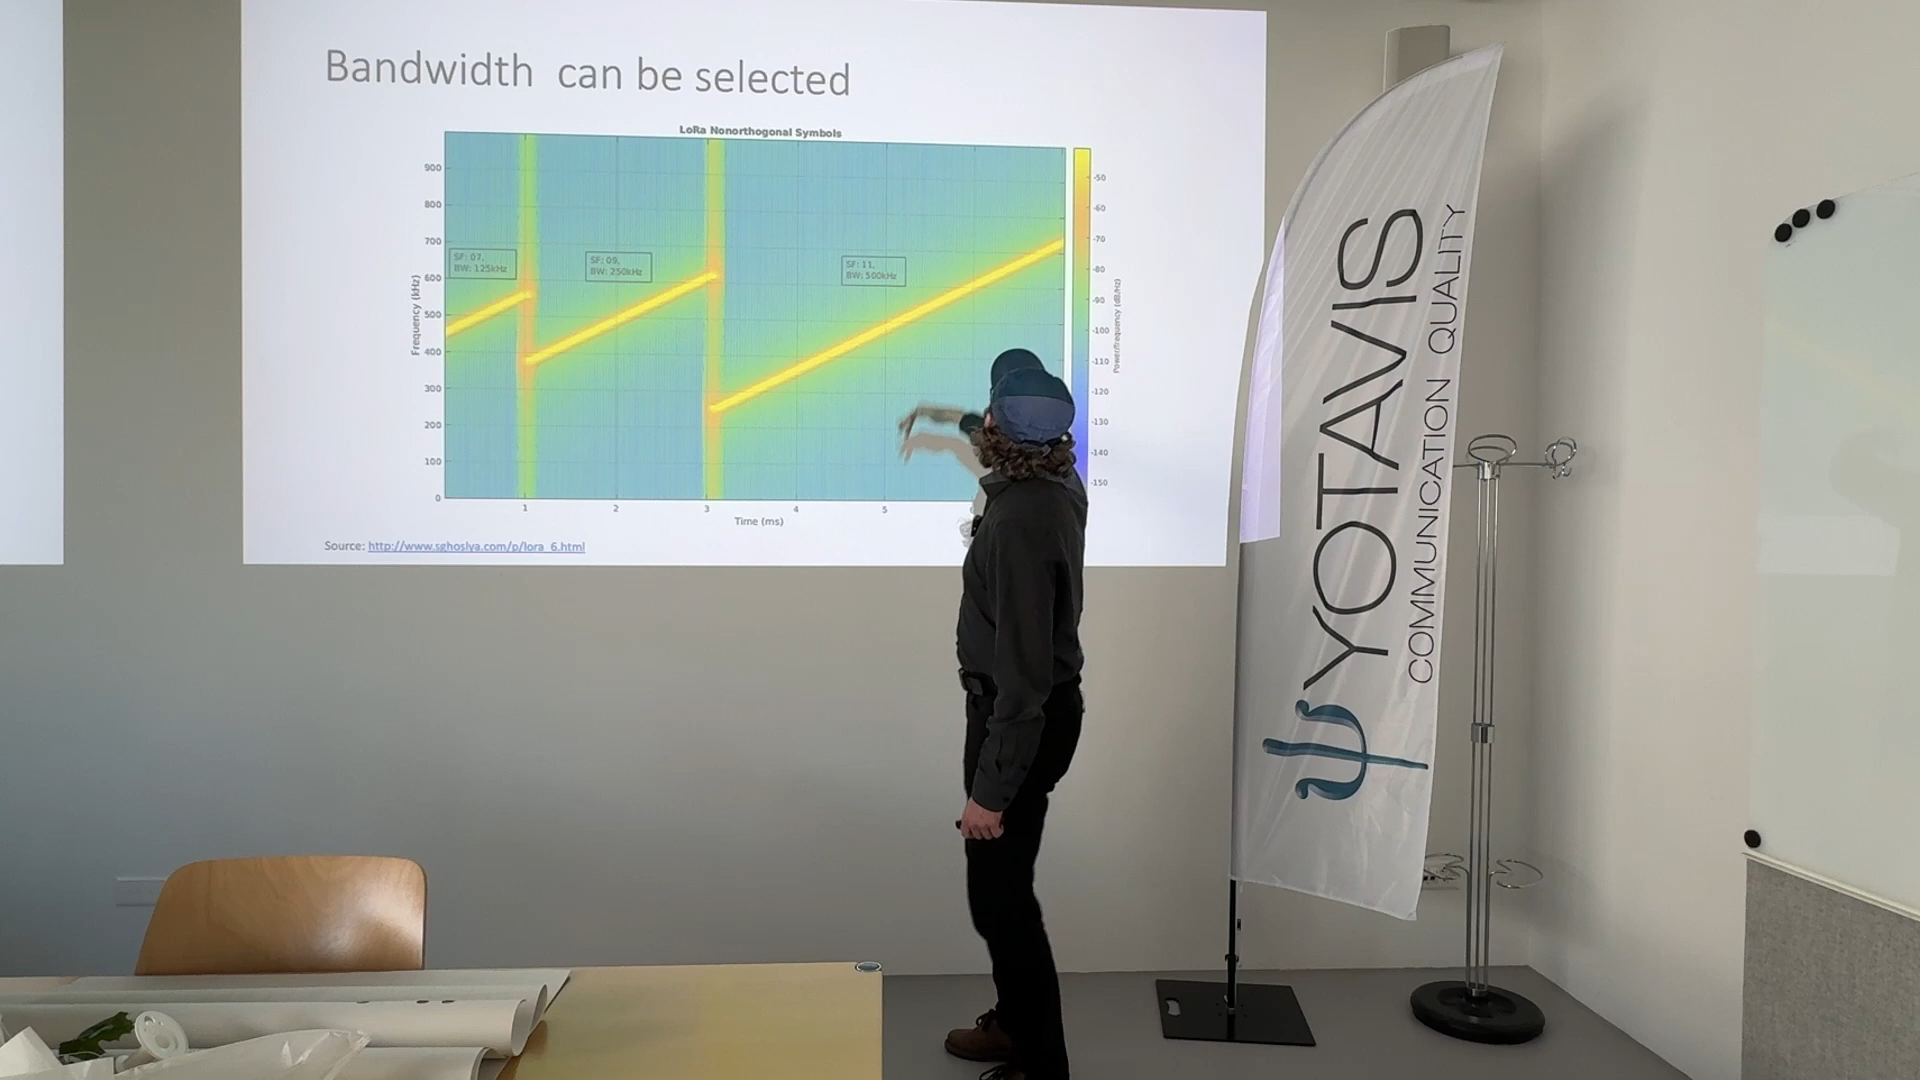 Bandwidth can be selected
LoRa Nonorthogonal Symbols
900
800
700
600
500
400
300
200
100
0
Frequency (kHz)
SF: 07,
BW: 125kHz
SF: 09,
BW: 250kHz
SF: 11,
BW: 500kHz
1 2 3 4 5
Time (ms)
-50
-60
-70
-80
-90
-100
-110
-120
-130
-140
-150
Power/frequency (dB/Hz)
Source: http://www.sghoslya.com/p/lora_6.html
ψYOTAVIS
COMMUNICATION QUALITY